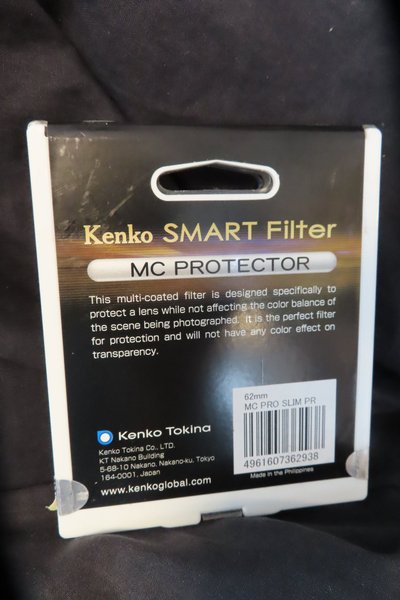 Kenko SMART Filter
MC PROTECTOR
This multi-coated filter is designed specifically to
protect a lens while not affecting the color balance of
the scene being photographed. It is the perfect filter
for protection and will not have any color effect on
transparency.
62mm
MC PRO SLIM PR
4961607362938
Made in the Philippines
Kenko Tokina
Kenko Tokina Co., LTD.
KT Nakano Building
5-68-10 Nakano, Nakano-ku, Tokyo
164-0001, Japan
www.kenkoglobal.com